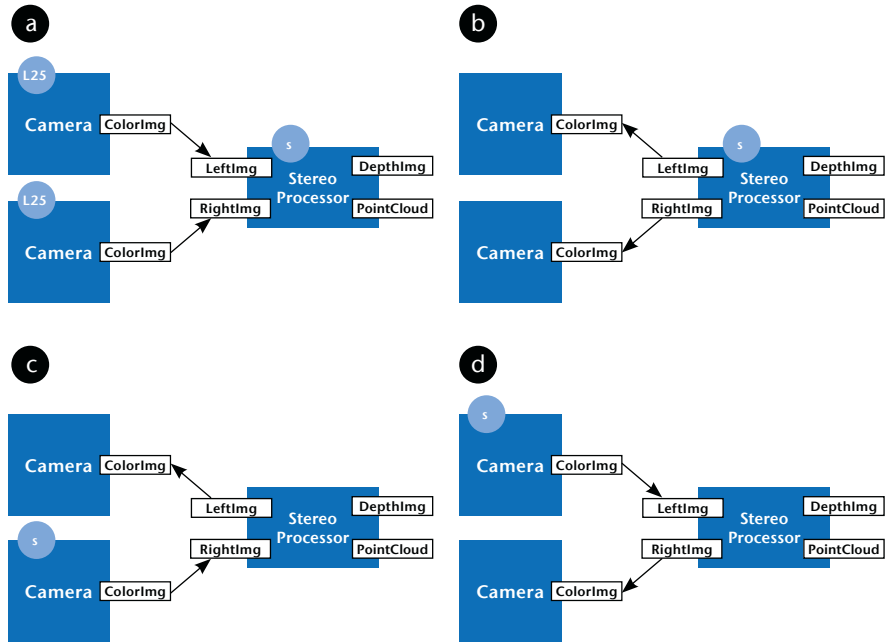 a
L25
Camera
ColorImg
L25
Camera
ColorImg
LeftImg
RightImg
s
Stereo
Processor
DepthImg
PointCloud
b
Camera
ColorImg
Camera
ColorImg
LeftImg
RightImg
s
Stereo
Processor
DepthImg
PointCloud
c
Camera
ColorImg
s
Camera
ColorImg
LeftImg
RightImg
Stereo
Processor
DepthImg
PointCloud
d
s
Camera
ColorImg
Camera
ColorImg
LeftImg
RightImg
Stereo
Processor
DepthImg
PointCloud